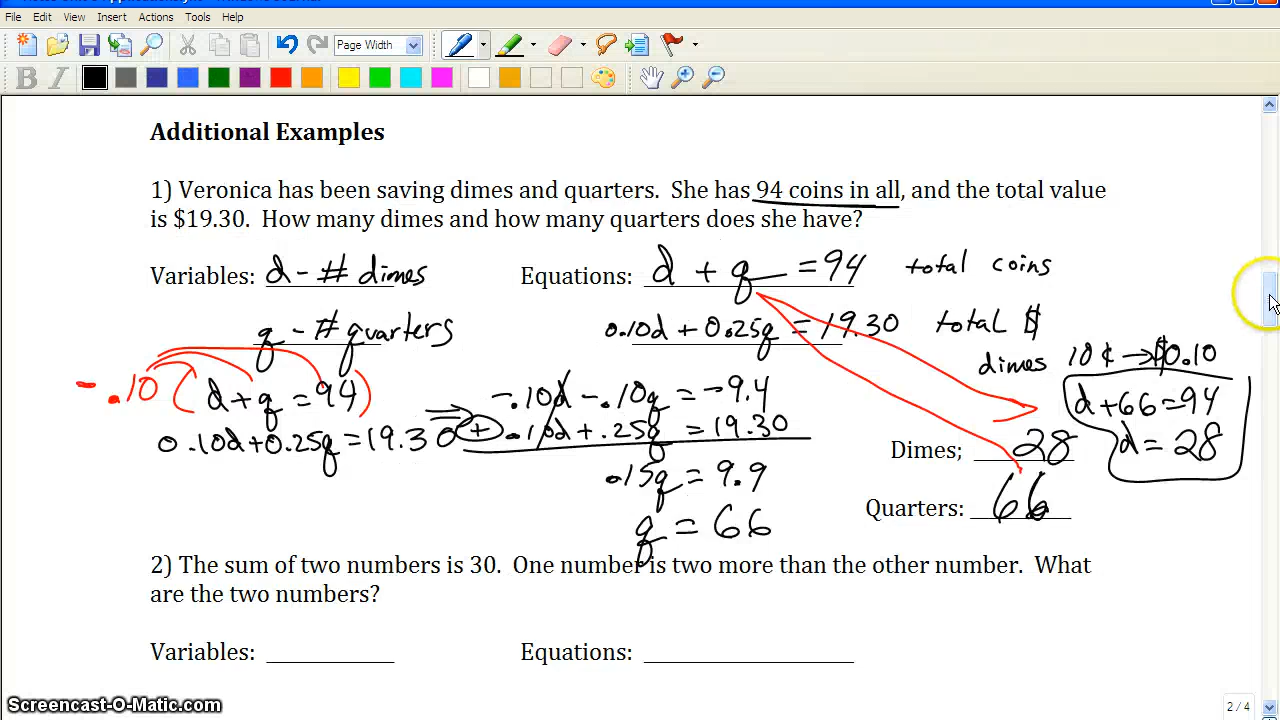 File Edit View Insert Actions Tools Help
Page Width
B I
Additional Examples
1) Veronica has been saving dimes and quarters. She has 94 coins in all, and the total value
is $19.30. How many dimes and how many quarters does she have?
Variables: d - # dimes
Equations: d + q = 94 total coins
q - # quarters
0.10d + 0.25q = 19.30 total $
dimes 10¢ → $0.10
-.10 (d + q = 94)
-.10d - .10q = -9.4
d + 66 = 94
0.10d + 0.25q = 19.30
+ .10d + .25q = 19.30
d = 28
Dimes; 28
.15q = 9.9
Quarters: 66
q = 66
2) The sum of two numbers is 30. One number is two more than the other number. What
are the two numbers?
Variables: Equations:
Screencast-O-Matic.com
2 / 4